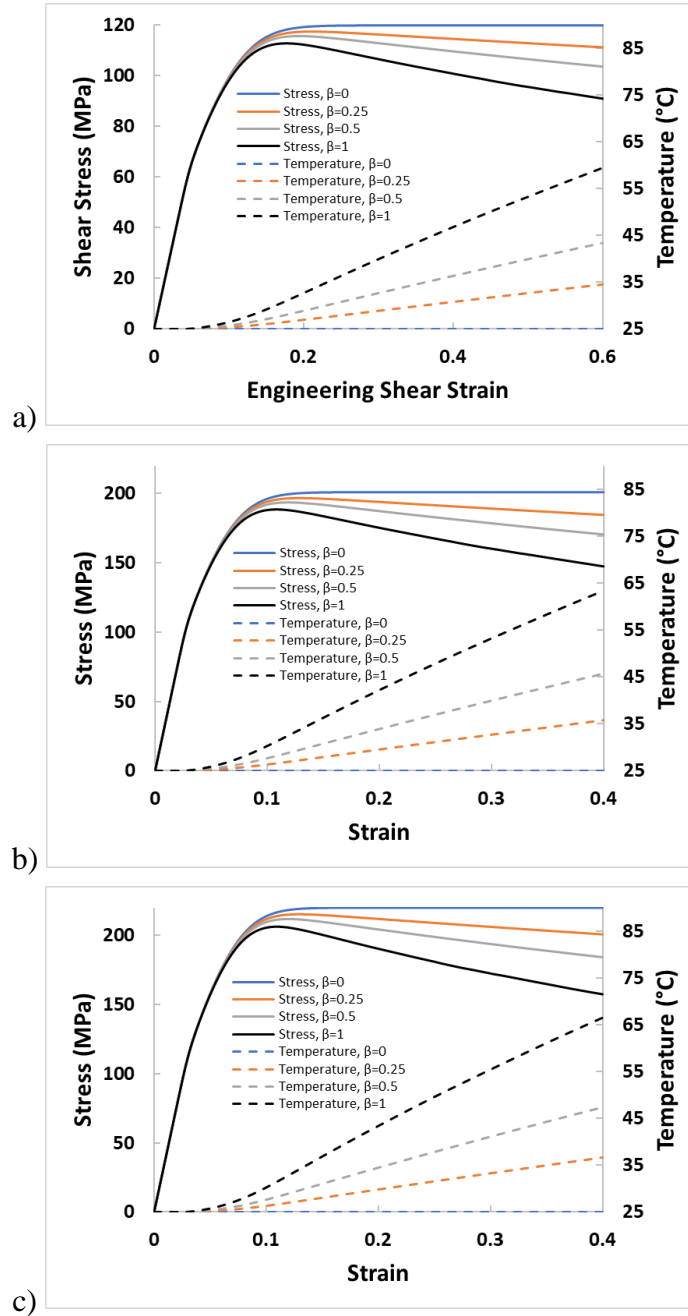 120
100
80
60
40
20
0
Shear Stress (MPa)
Stress, β=0
Stress, β=0.25
Stress, β=0.5
Stress, β=1
Temperature, β=0
Temperature, β=0.25
Temperature, β=0.5
Temperature, β=1
85
75
65
55
45
35
25
Temperature (°C)
0 0.2 0.4 0.6
Engineering Shear Strain
a)
200
150
100
50
0
Stress (MPa)
Stress, β=0
Stress, β=0.25
Stress, β=0.5
Stress, β=1
Temperature, β=0
Temperature, β=0.25
Temperature, β=0.5
Temperature, β=1
85
75
65
55
45
35
25
Temperature (°C)
0 0.1 0.2 0.3 0.4
Strain
b)
200
150
100
50
0
Stress (MPa)
Stress, β=0
Stress, β=0.25
Stress, β=0.5
Stress, β=1
Temperature, β=0
Temperature, β=0.25
Temperature, β=0.5
Temperature, β=1
85
75
65
55
45
35
25
Temperature (°C)
0 0.1 0.2 0.3 0.4
Strain
c)